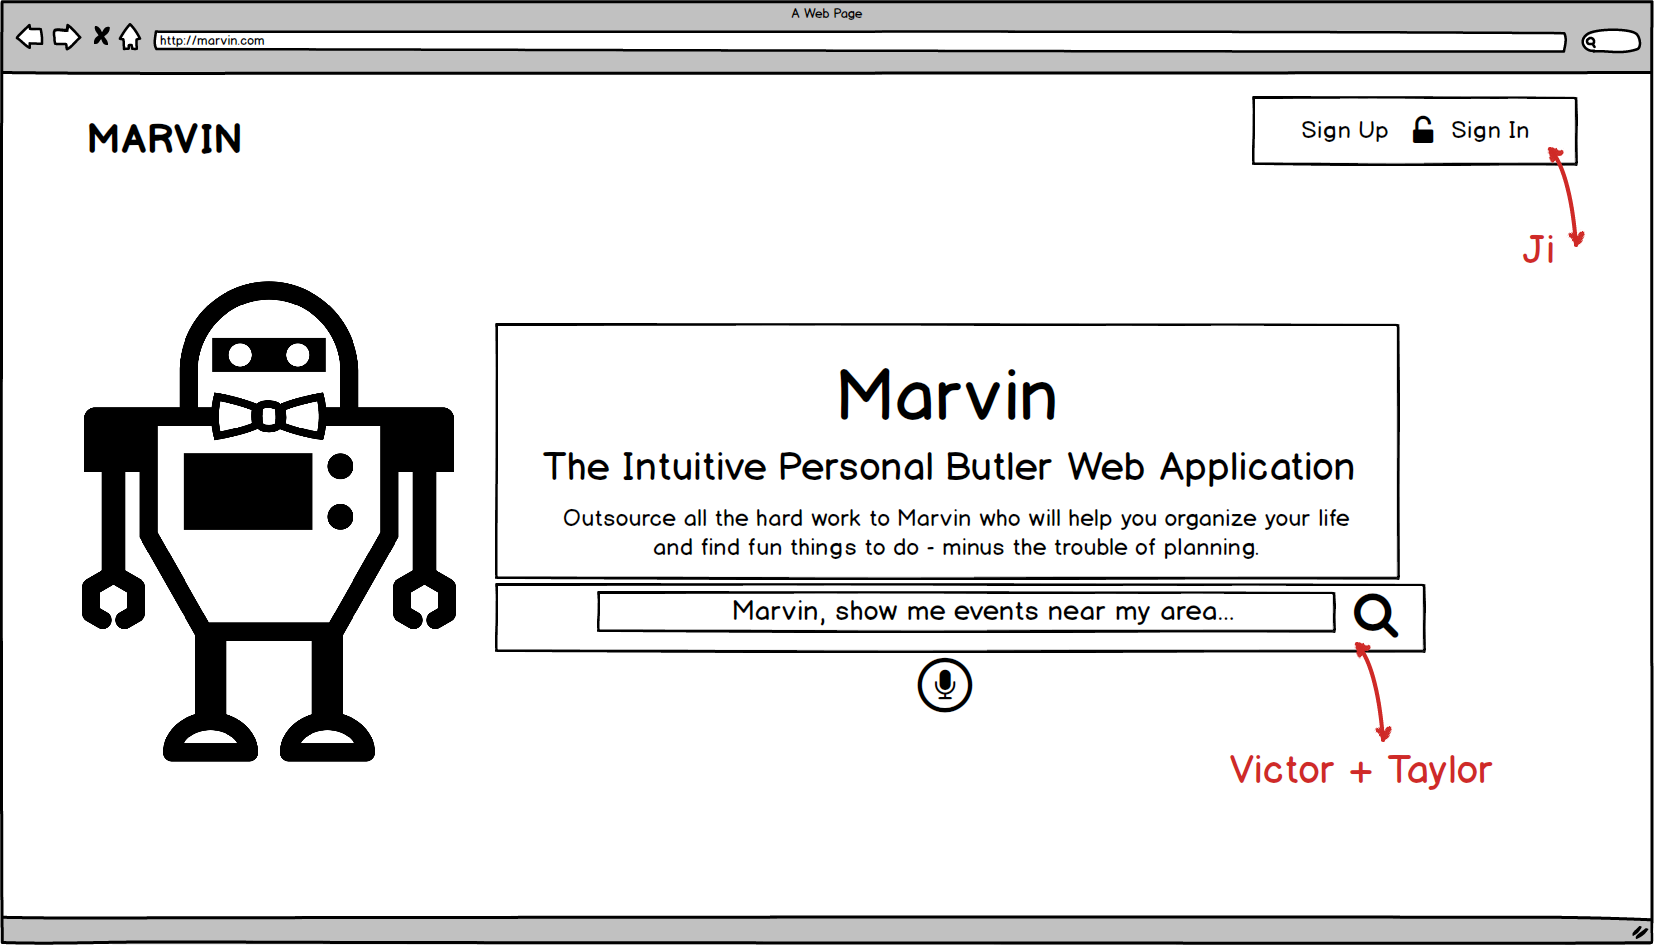 A Web Page
http://marvin.com
MARVIN
Sign Up Sign In
Ji
Marvin
The Intuitive Personal Butler Web Application
Outsource all the hard work to Marvin who will help you organize your life
and find fun things to do - minus the trouble of planning.
Marvin, show me events near my area...
Victor + Taylor